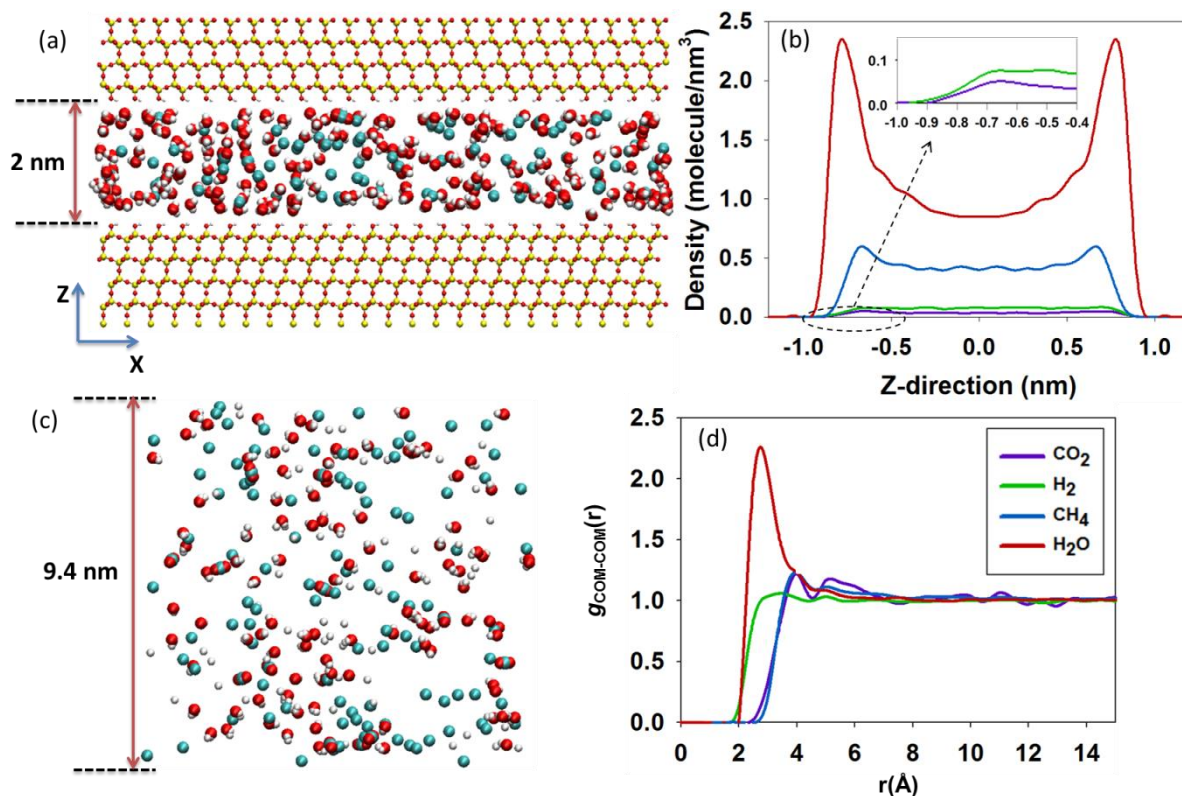 (a)
2 nm
Z
X
(b)
Density (molecule/nm³)
2.5
2.0
1.5
1.0
0.5
0.0
0.1
0.0
-1.0 -0.9 -0.8 -0.7 -0.6 -0.5 -0.4
-1.0 -0.5 0.0 0.5 1.0
Z-direction (nm)
(c)
9.4 nm
(d)
gCOM-COM(r)
2.5
2.0
1.5
1.0
0.5
0.0
CO₂
H₂
CH₄
H₂O
0 2 4 6 8 10 12 14
r(Å)